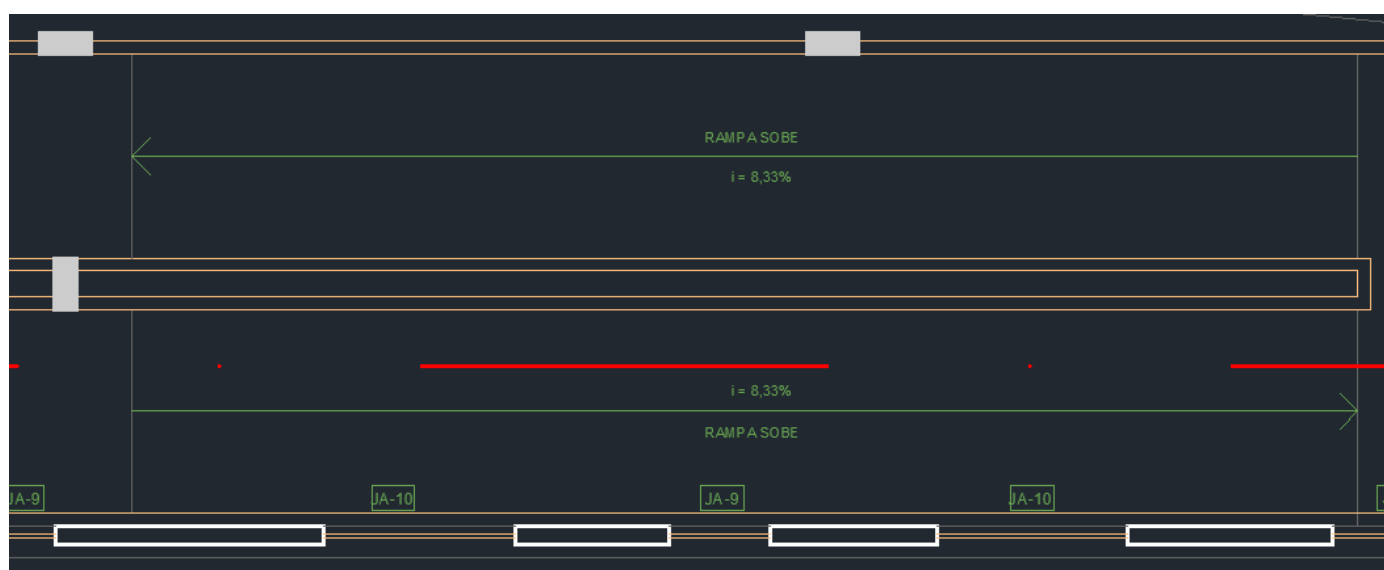 RAMPA SOBE
i = 8,33%
i = 8,33%
RAMPA SOBE
JA-9 JA-10 JA-9 JA-10